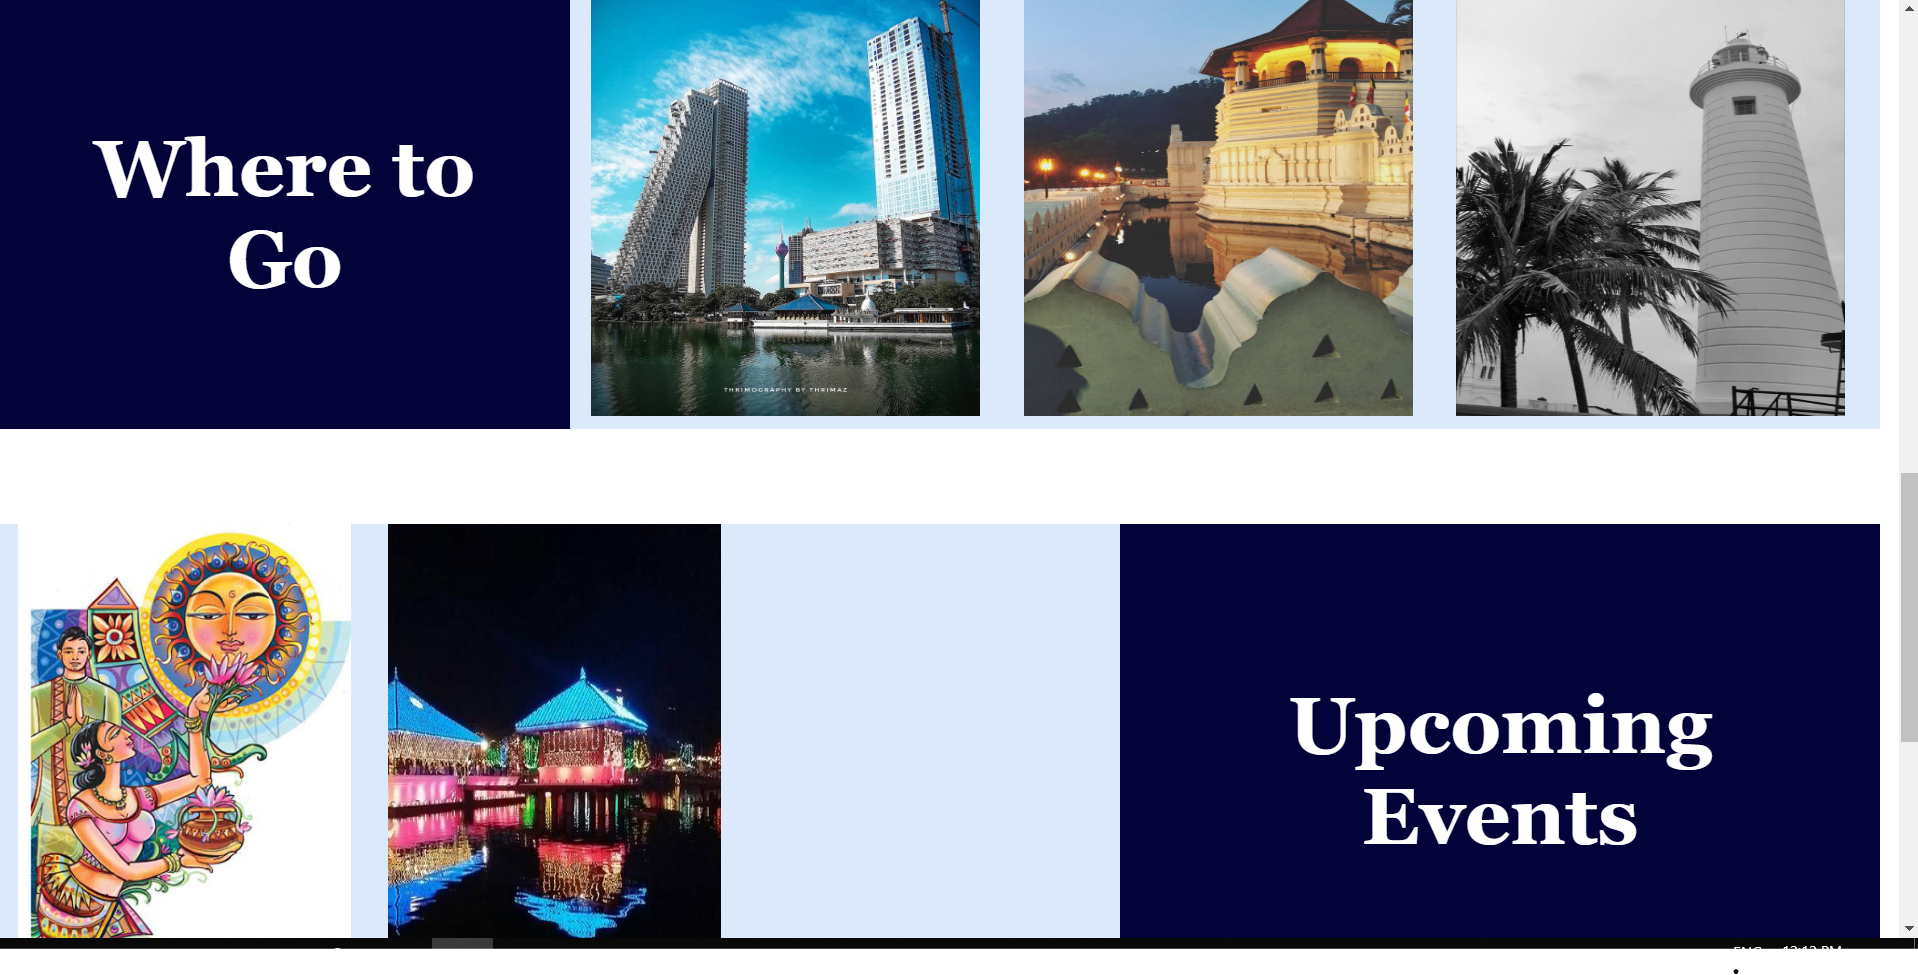 Where to
Go
THRIMOGRAPHY BY THRIMAZ
Upcoming
Events